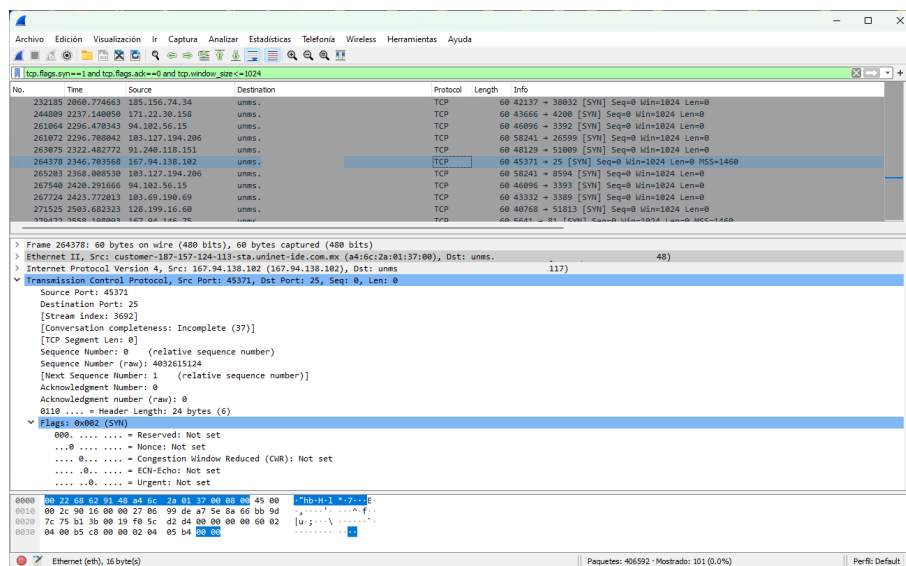 Archivo Edición Visualización Ir Captura Analizar Estadísticas Telefonía Wireless Herramientas Ayuda
tcp.flags.syn==1 and tcp.flags.ack==0 and tcp.window_size<=1024
No. Time Source Destination Protocol Length Info
232185 2060.774663 185.156.74.34 unms. TCP 60 42137 → 38032 [SYN] Seq=0 Win=1024 Len=0
244809 2237.140050 171.22.30.158 unms. TCP 60 43666 → 4200 [SYN] Seq=0 Win=1024 Len=0
261064 2296.470343 94.102.56.15 unms. TCP 60 46096 → 3392 [SYN] Seq=0 Win=1024 Len=0
261072 2296.708042 103.127.194.206 unms. TCP 60 58241 → 26599 [SYN] Seq=0 Win=1024 Len=0
263075 2322.482772 91.240.118.151 unms. TCP 60 48129 → 51009 [SYN] Seq=0 Win=1024 Len=0
264378 2346.703568 167.94.138.102 unms. TCP 60 45371 → 25 [SYN] Seq=0 Win=1024 Len=0 MSS=1460
265203 2368.008530 103.127.194.206 unms. TCP 60 58241 → 8594 [SYN] Seq=0 Win=1024 Len=0
267540 2420.291666 94.102.56.15 unms. TCP 60 46096 → 3393 [SYN] Seq=0 Win=1024 Len=0
267724 2423.772013 103.69.190.69 unms. TCP 60 43332 → 3389 [SYN] Seq=0 Win=1024 Len=0
271525 2503.682323 128.199.16.60 unms. TCP 60 40768 → 51813 [SYN] Seq=0 Win=1024 Len=0
279472 2558.198093 167.94.146.75 unms. TCP 60 5641 → 81 [SYN] Seq=0 Win=1024 Len=0 MSS=1460
Frame 264378: 60 bytes on wire (480 bits), 60 bytes captured (480 bits)
Ethernet II, Src: customer-187-157-124-113-sta.uninet-ide.com.mx (a4:6c:2a:01:37:00), Dst: unms. 48)
Internet Protocol Version 4, Src: 167.94.138.102 (167.94.138.102), Dst: unms .117)
Transmission Control Protocol, Src Port: 45371, Dst Port: 25, Seq: 0, Len: 0
Source Port: 45371
Destination Port: 25
[Stream index: 3692]
[Conversation completeness: Incomplete (37)]
[TCP Segment Len: 0]
Sequence Number: 0 (relative sequence number)
Sequence Number (raw): 4032615124
[Next Sequence Number: 1 (relative sequence number)]
Acknowledgment Number: 0
Acknowledgment number (raw): 0
0110 .... = Header Length: 24 bytes (6)
Flags: 0x002 (SYN)
000. .... .... = Reserved: Not set
...0 .... .... = Nonce: Not set
.... 0... .... = Congestion Window Reduced (CWR): Not set
.... .0.. .... = ECN-Echo: Not set
.... ..0. .... = Urgent: Not set
0000 00 22 68 62 91 48 a4 6c 2a 01 37 00 08 00 45 00 ·"hb·H·l *·7···E·
0010 00 2c 90 16 00 00 27 06 99 de a7 5e 8a 66 bb 9d ·,····'· ···^·f··
0020 7c 75 b1 3b 00 19 f0 5c d2 d4 00 00 00 00 60 02 |u·;···\ ······`·
0030 04 00 b5 c8 00 00 02 04 05 b4 00 00 ········ ····
Ethernet (eth), 16 byte(s) Paquetes: 406592 · Mostrado: 101 (0.0%) Perfil: Default